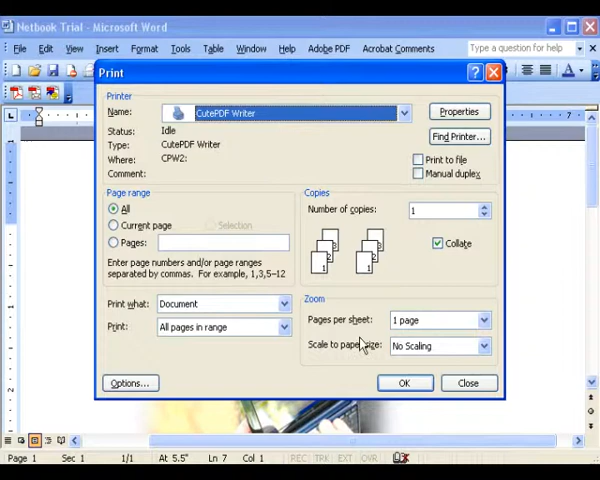 Netbook Trial - Microsoft Word
File Edit View Insert Format Tools Table Window Help Adobe PDF Acrobat Comments Type a question for help
Print
Printer
Name: CutePDF Writer Properties
Status: Idle Find Printer...
Type: CutePDF Writer
Where: CPW2: Print to file
Comment: Manual duplex
Page range Copies
All Number of copies: 1
Current page Selection
Pages: Collate
Enter page numbers and/or page ranges
separated by commas. For example, 1,3,5–12
Zoom
Print what: Document Pages per sheet: 1 page
Print: All pages in range Scale to paper size: No Scaling
Options... OK Close
Page 1 Sec 1 1/1 At 5.5" Ln 7 Col 1 REC TRK EXT OVR